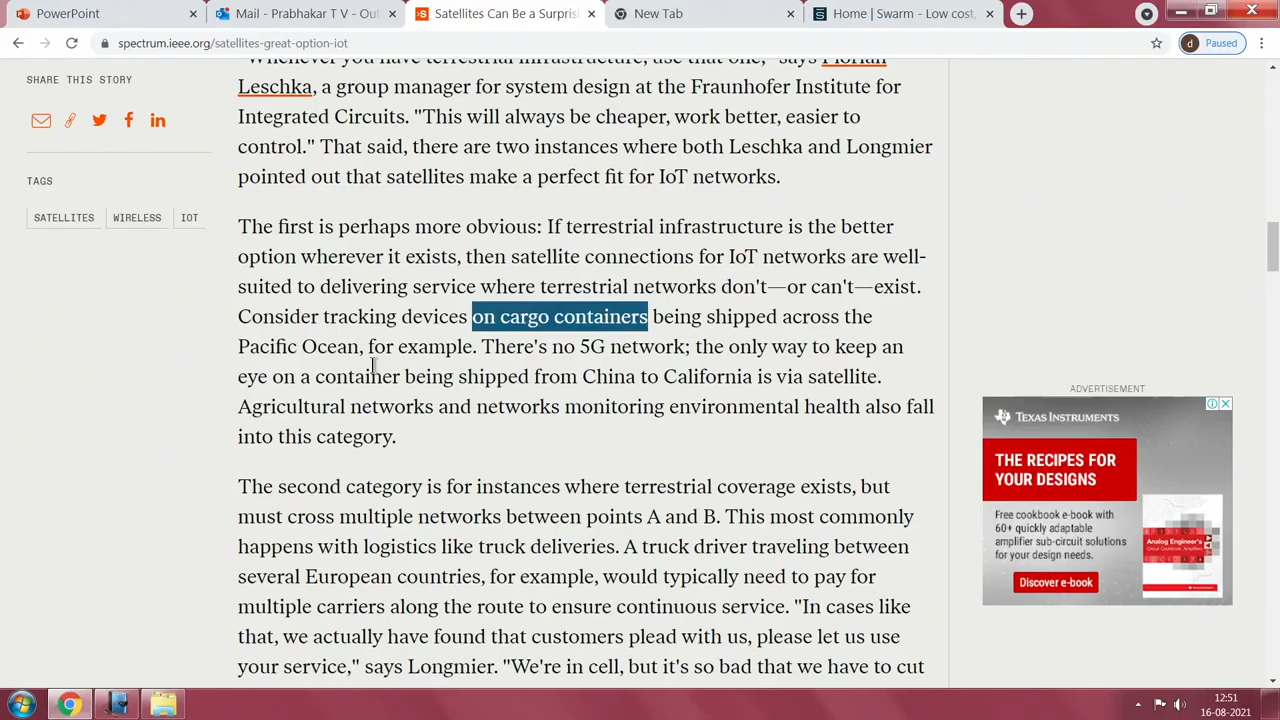 PowerPoint
Mail - Prabhakar T V - Out
Satellites Can Be a Surpris
New Tab
Home | Swarm - Low cost
spectrum.ieee.org/satellites-great-option-iot
d
Paused
SHARE THIS STORY
TAGS
SATELLITES
WIRELESS
IOT
"Whenever you have terrestrial infrastructure, use that one," says Florian
Leschka, a group manager for system design at the Fraunhofer Institute for
Integrated Circuits. "This will always be cheaper, work better, easier to
control." That said, there are two instances where both Leschka and Longmier
pointed out that satellites make a perfect fit for IoT networks.
The first is perhaps more obvious: If terrestrial infrastructure is the better
option wherever it exists, then satellite connections for IoT networks are well-
suited to delivering service where terrestrial networks don't—or can't—exist.
Consider tracking devices on cargo containers being shipped across the
Pacific Ocean, for example. There's no 5G network; the only way to keep an
eye on a container being shipped from China to California is via satellite.
Agricultural networks and networks monitoring environmental health also fall
into this category.
The second category is for instances where terrestrial coverage exists, but
must cross multiple networks between points A and B. This most commonly
happens with logistics like truck deliveries. A truck driver traveling between
several European countries, for example, would typically need to pay for
multiple carriers along the route to ensure continuous service. "In cases like
that, we actually have found that customers plead with us, please let us use
your service," says Longmier. "We're in cell, but it's so bad that we have to cut
ADVERTISEMENT
TEXAS INSTRUMENTS
THE RECIPES FOR
YOUR DESIGNS
Free cookbook e-book with
60+ quickly adaptable
amplifier sub-circuit solutions
for your design needs.
Discover e-book
Analog Engineer's
12:51
16-08-2021